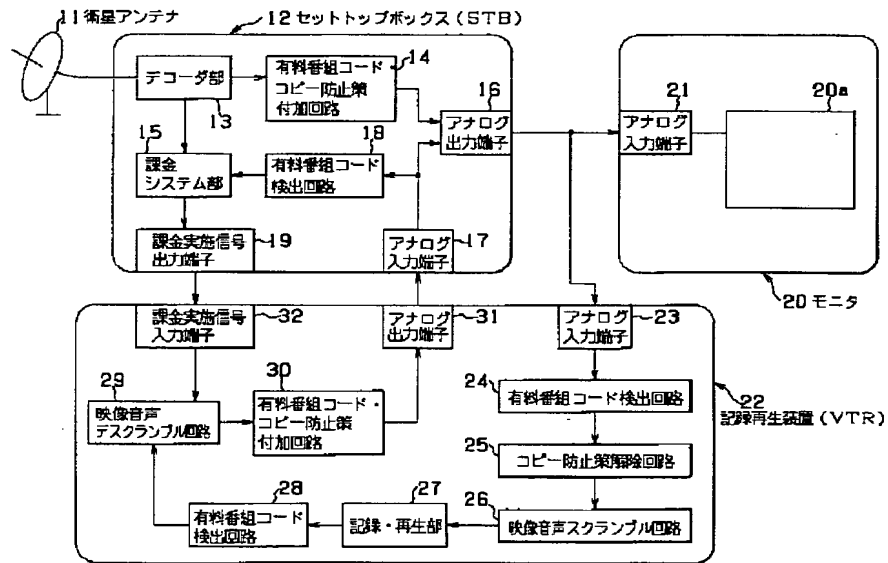 11 衛星アンテナ
12 セットトップボックス(STB)
デコーダ部
13
有料番組コード
コピー防止策
付加回路
14
15
課金
システム部
有料番組コード
検出回路
18
16
アナログ
出力端子
課金実施信号
出力端子
19
アナログ
入力端子
17
21
アナログ
入力端子
20a
20 モニタ
課金実施信号
入力端子
32
アナログ
出力端子
31
アナログ
入力端子
23
29
映像音声
デスクランブル回路
30
有料番組コード・
コピー防止策
付加回路
24
有料番組コード検出回路
25
コピー防止策解除回路
26
映像音声スクランブル回路
27
記録・再生部
28
有料番組コード
検出回路
22
記録再生装置(VTR)